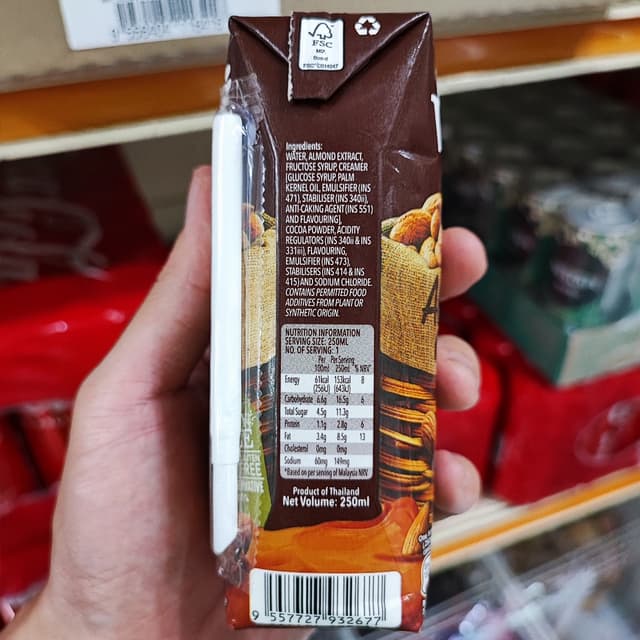 FSC
MIX
Board
Ingredients:
WATER, ALMOND EXTRACT,
FRUCTOSE SYRUP, CREAMER
(GLUCOSE SYRUP, PALM
KERNEL OIL, EMULSIFIER (INS
471), STABILISER (INS 340ii),
ANTI-CAKING AGENT (INS 551)
AND FLAVOURING),
COCOA POWDER, ACIDITY
REGULATORS (INS 340ii & INS
331iii), FLAVOURING,
EMULSIFIER (INS 473),
STABILISERS (INS 414 & INS
415) AND SODIUM CHLORIDE.
CONTAINS PERMITTED FOOD
ADDITIVES FROM PLANT OR
SYNTHETIC ORIGIN.
NUTRITION INFORMATION
SERVING SIZE: 250ML
NO. OF SERVING: 1
Per Per Serving
100ml 250ml *% NRV
Energy 61kcal 153kcal 8
(256kJ) (643kJ)
Carbohydrate 6.6g 16.5g 6
Total Sugar 4.5g 11.3g
Protein 1.1g 2.8g 6
Fat 3.4g 8.5g 13
Cholesterol 0mg 0mg
Sodium 60mg 149mg
*Based on per serving of Malaysia NRV
Product of Thailand
Net Volume: 250ml
9 557727 932677